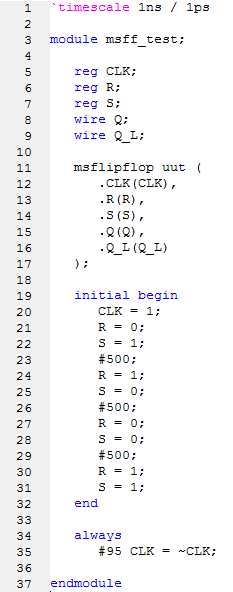 1 `timescale 1ns / 1ps
2
3 module msff_test;
4
5 reg CLK;
6 reg R;
7 reg S;
8 wire Q;
9 wire Q_L;
10
11 msflipflop uut (
12 .CLK(CLK),
13 .R(R),
14 .S(S),
15 .Q(Q),
16 .Q_L(Q_L)
17 );
18
19 initial begin
20 CLK = 1;
21 R = 0;
22 S = 1;
23 #500;
24 R = 1;
25 S = 0;
26 #500;
27 R = 0;
28 S = 0;
29 #500;
30 R = 1;
31 S = 1;
32 end
33
34 always
35 #95 CLK = ~CLK;
36
37 endmodule